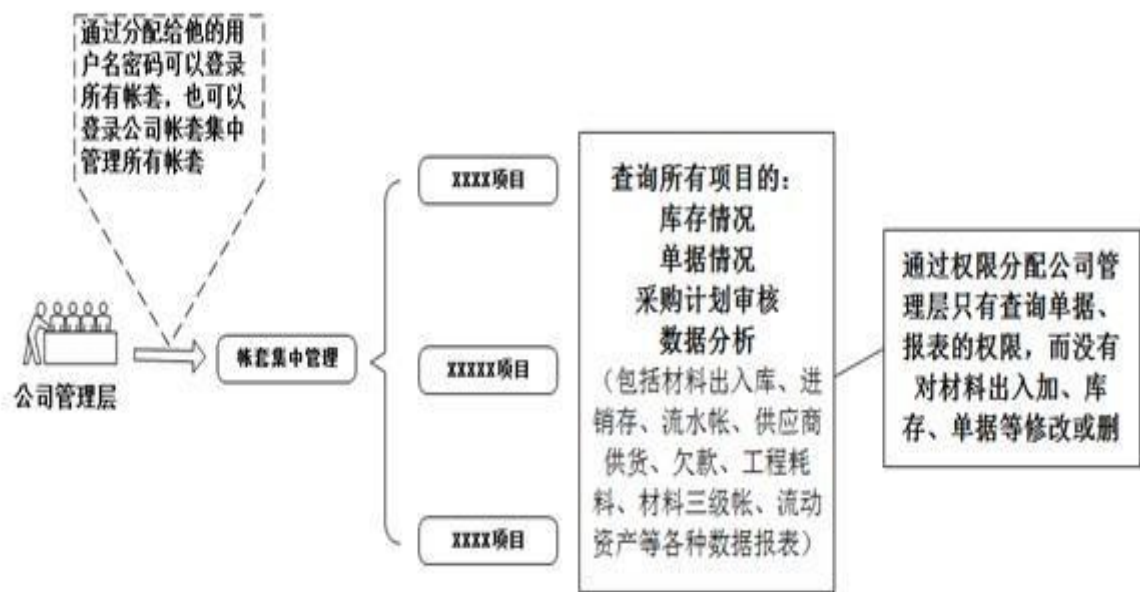 通过分配给他的用
户名密码可以登录
所有帐套，也可以
登录公司帐套集中
管理所有帐套
公司管理层
帐套集中管理
XXXX项目
XXXXX项目
XXXX项目
查询所有项目的：
库存情况
单据情况
采购计划审核
数据分析
（包括材料出入库、进
销存、流水帐、供应商
供货、欠款、工程耗
料、材料三级帐、流动
资产等各种数据报表）
通过权限分配公司管
理层只有查询单据、
报表的权限，而没有
对材料出入加、库
存、单据等修改或删